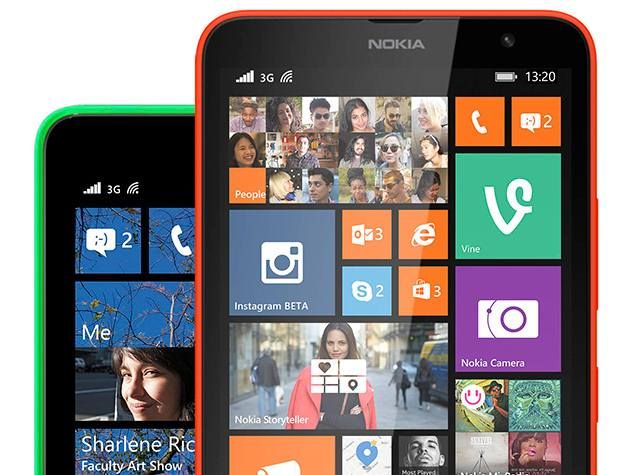 NOKIA
3G
13:20
2
People
Vine
3
Instagram BETA
2
3
Nokia Camera
Nokia Storyteller
Most Played
3G
2
Me
Sharlene Ric
Faculty Art Show